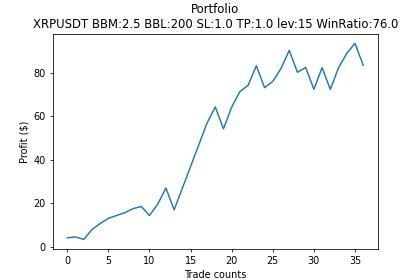 Portfolio
XRPUSDT BBM:2.5 BBL:200 SL:1.0 TP:1.0 lev:15 WinRatio:76.0
80
60
40
20
0
Profit ($)
0 5 10 15 20 25 30 35
Trade counts